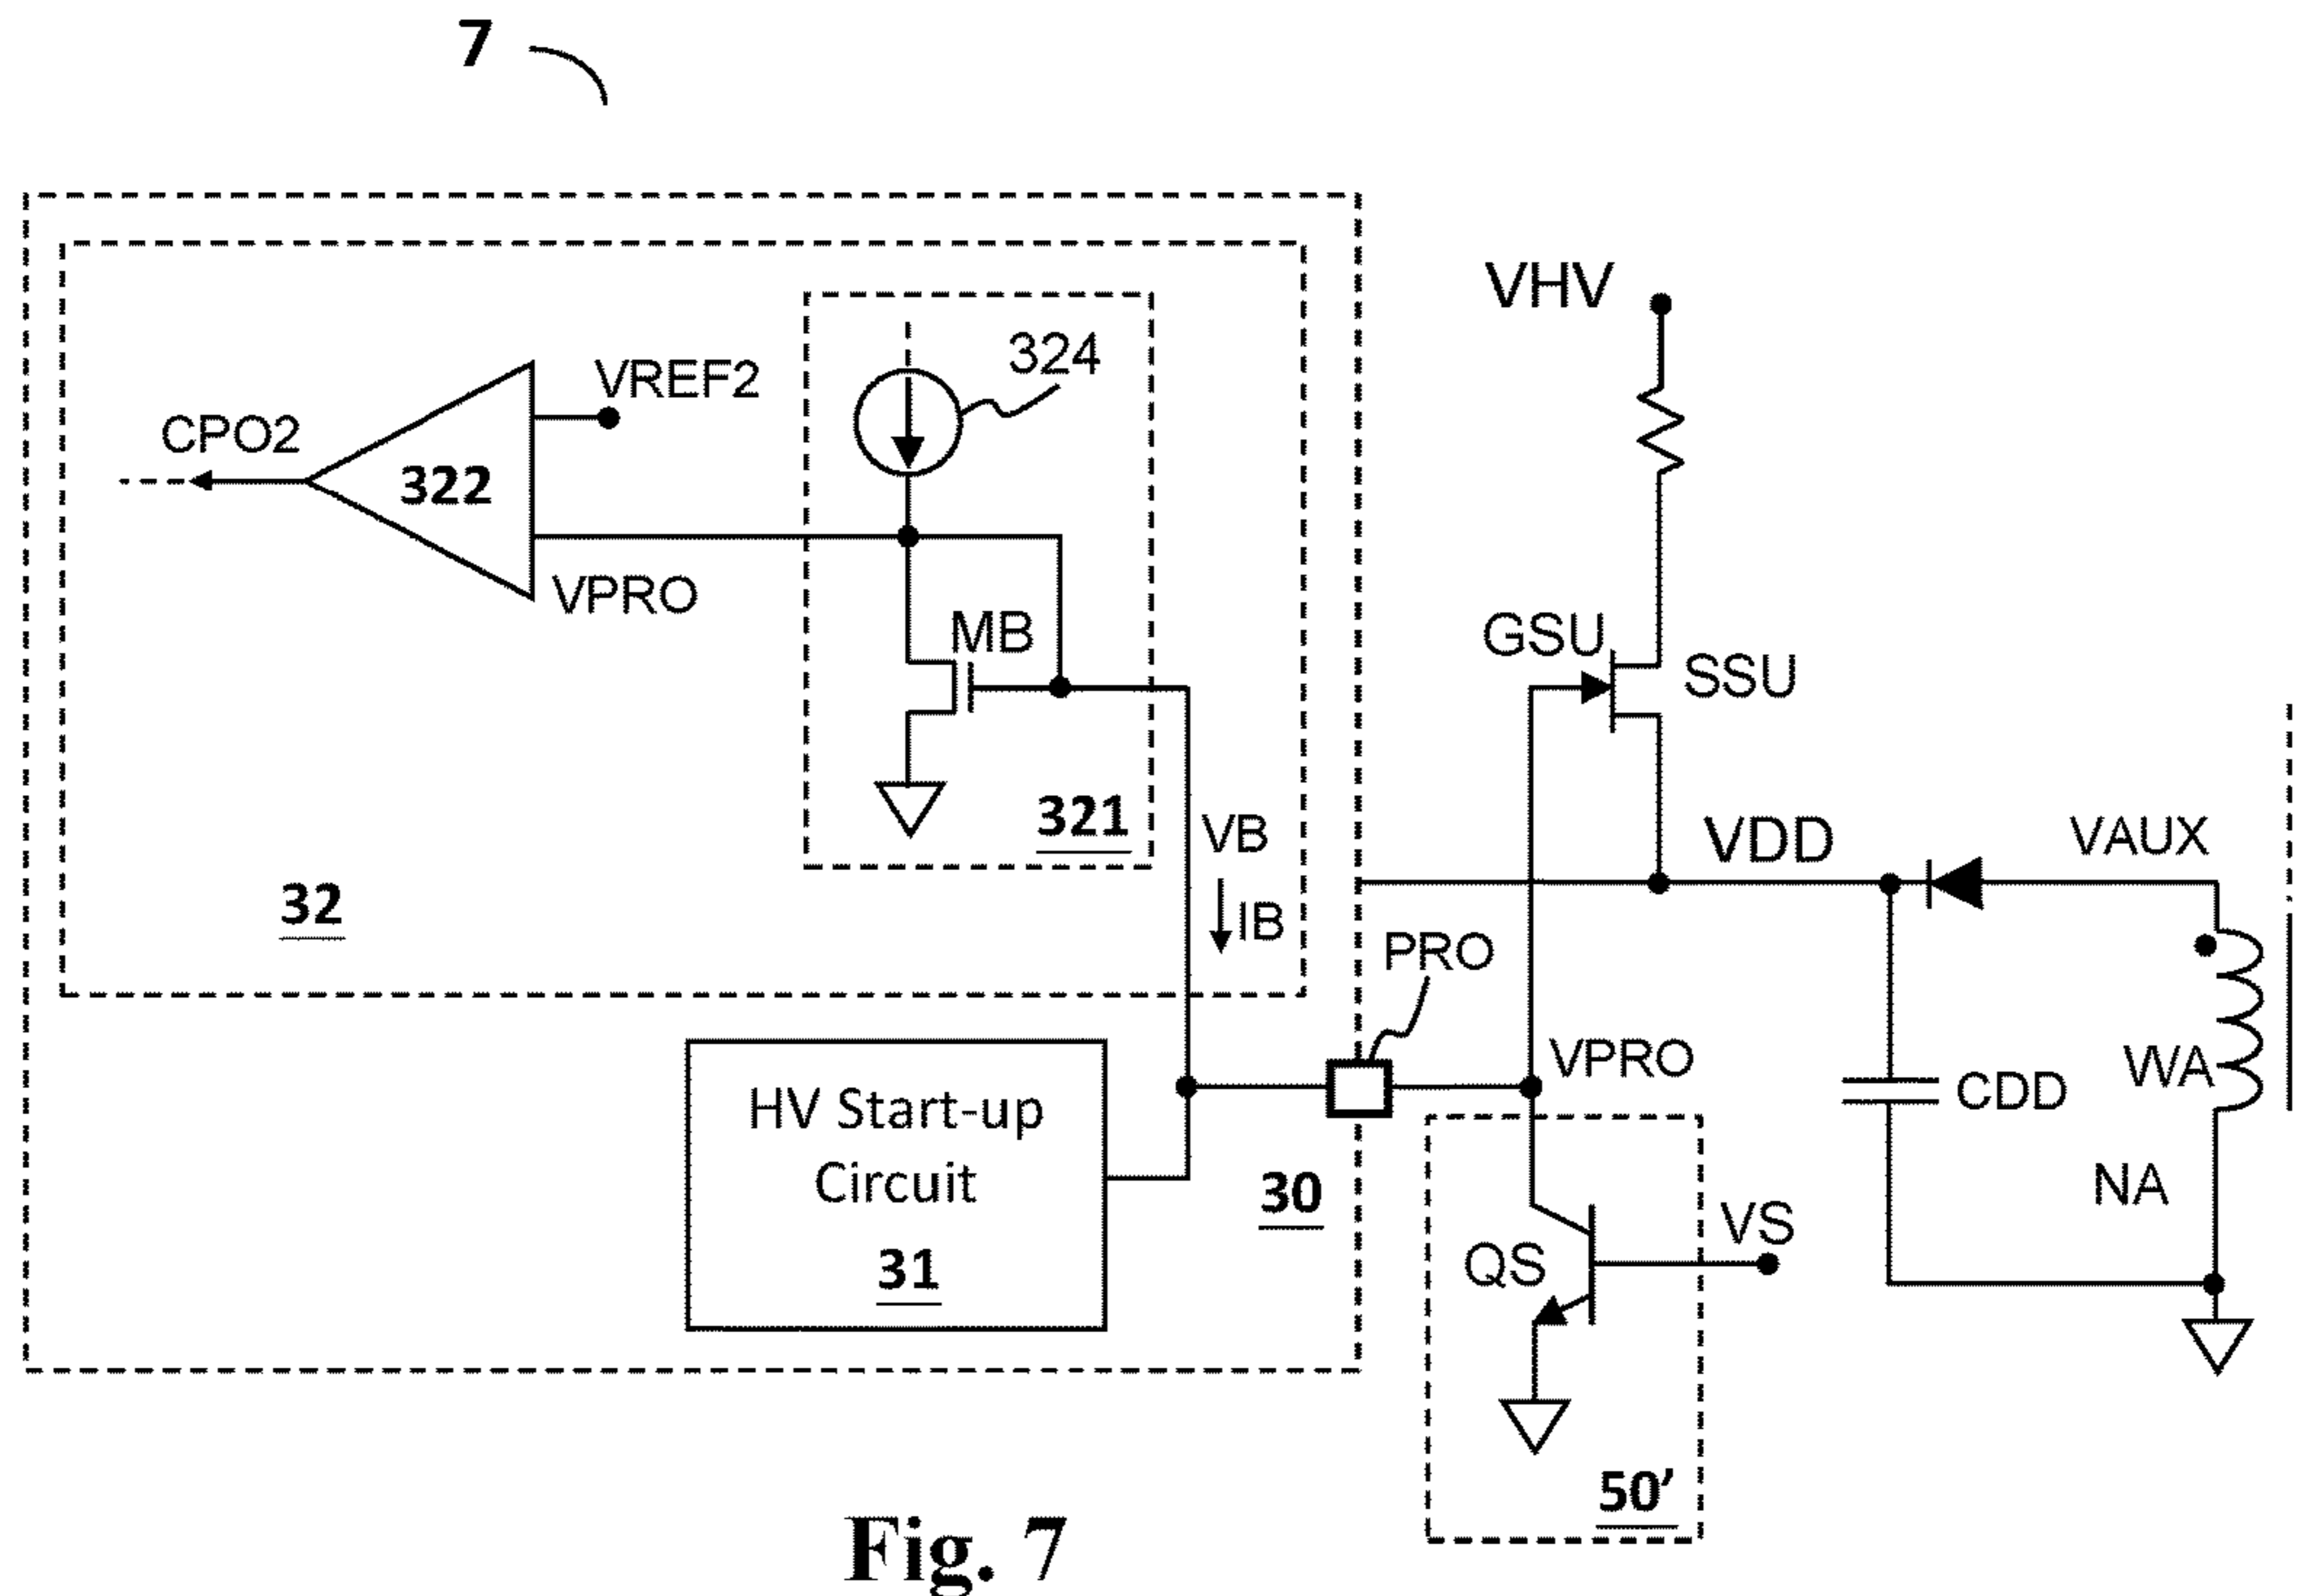 7
VHV
324
VREF2
CPO2
322
VPRO
MB
GSU
SSU
321
VB
IB
VDD
VAUX
32
PRO
VPRO
HV Start-up
Circuit
31
30
CDD
WA
NA
QS
VS
50'
Fig. 7